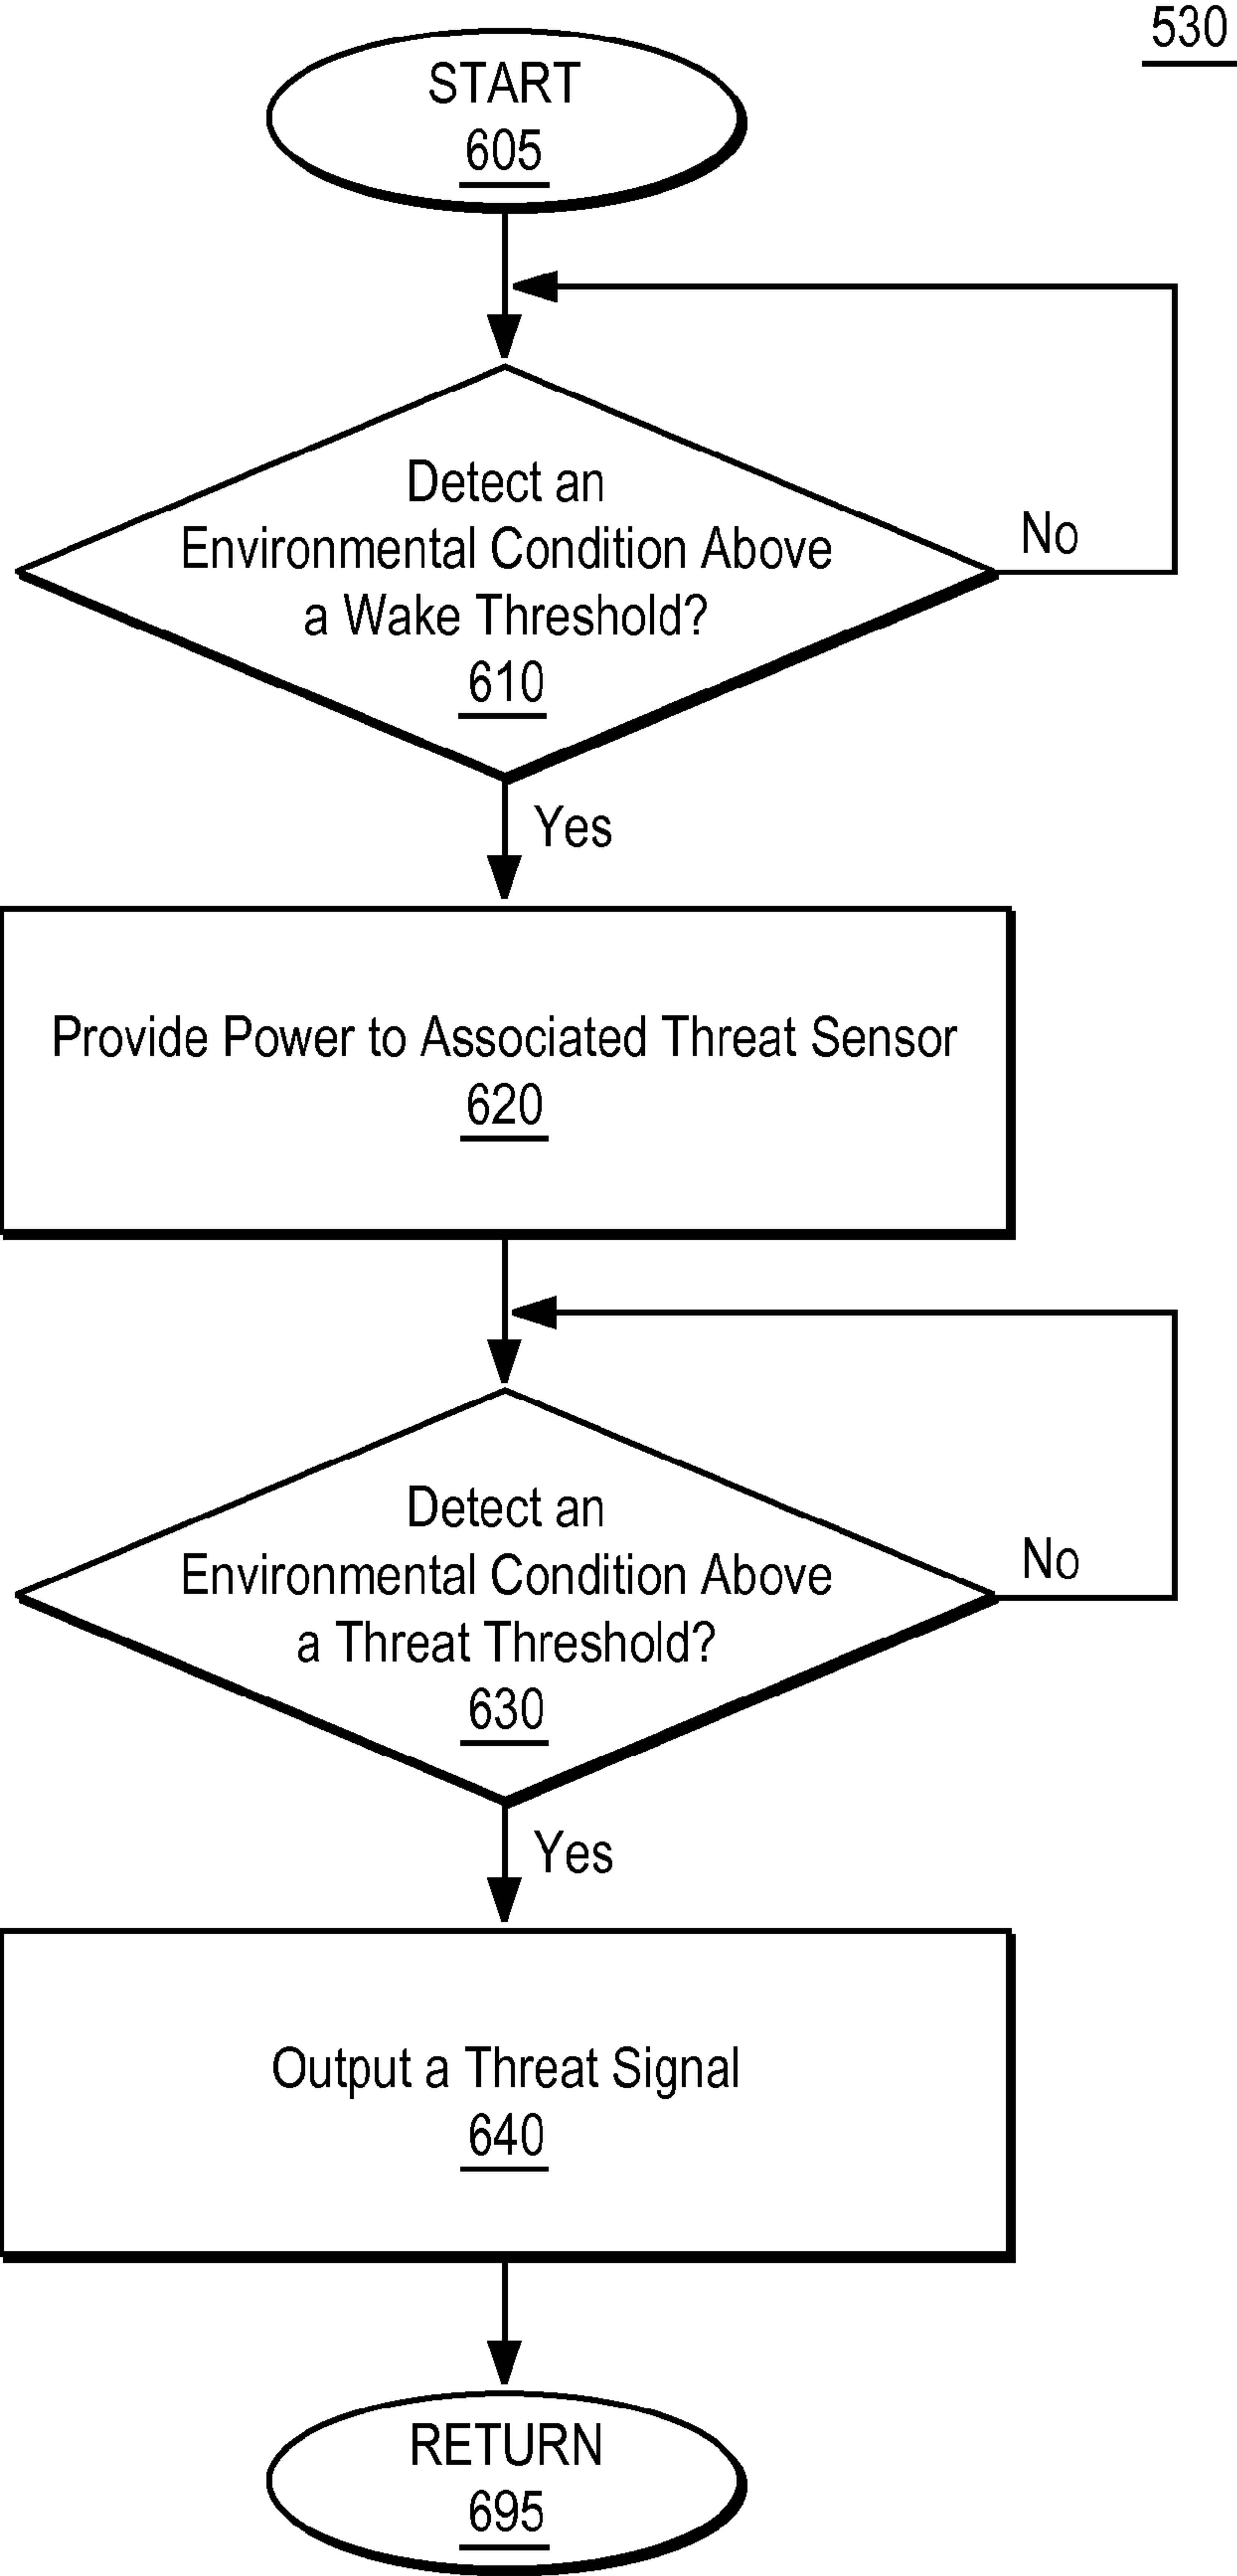 530
START
605
Detect an
Environmental Condition Above
a Wake Threshold?
610
No
Yes
Provide Power to Associated Threat Sensor
620
Detect an
Environmental Condition Above
a Threat Threshold?
630
No
Yes
Output a Threat Signal
640
RETURN
695